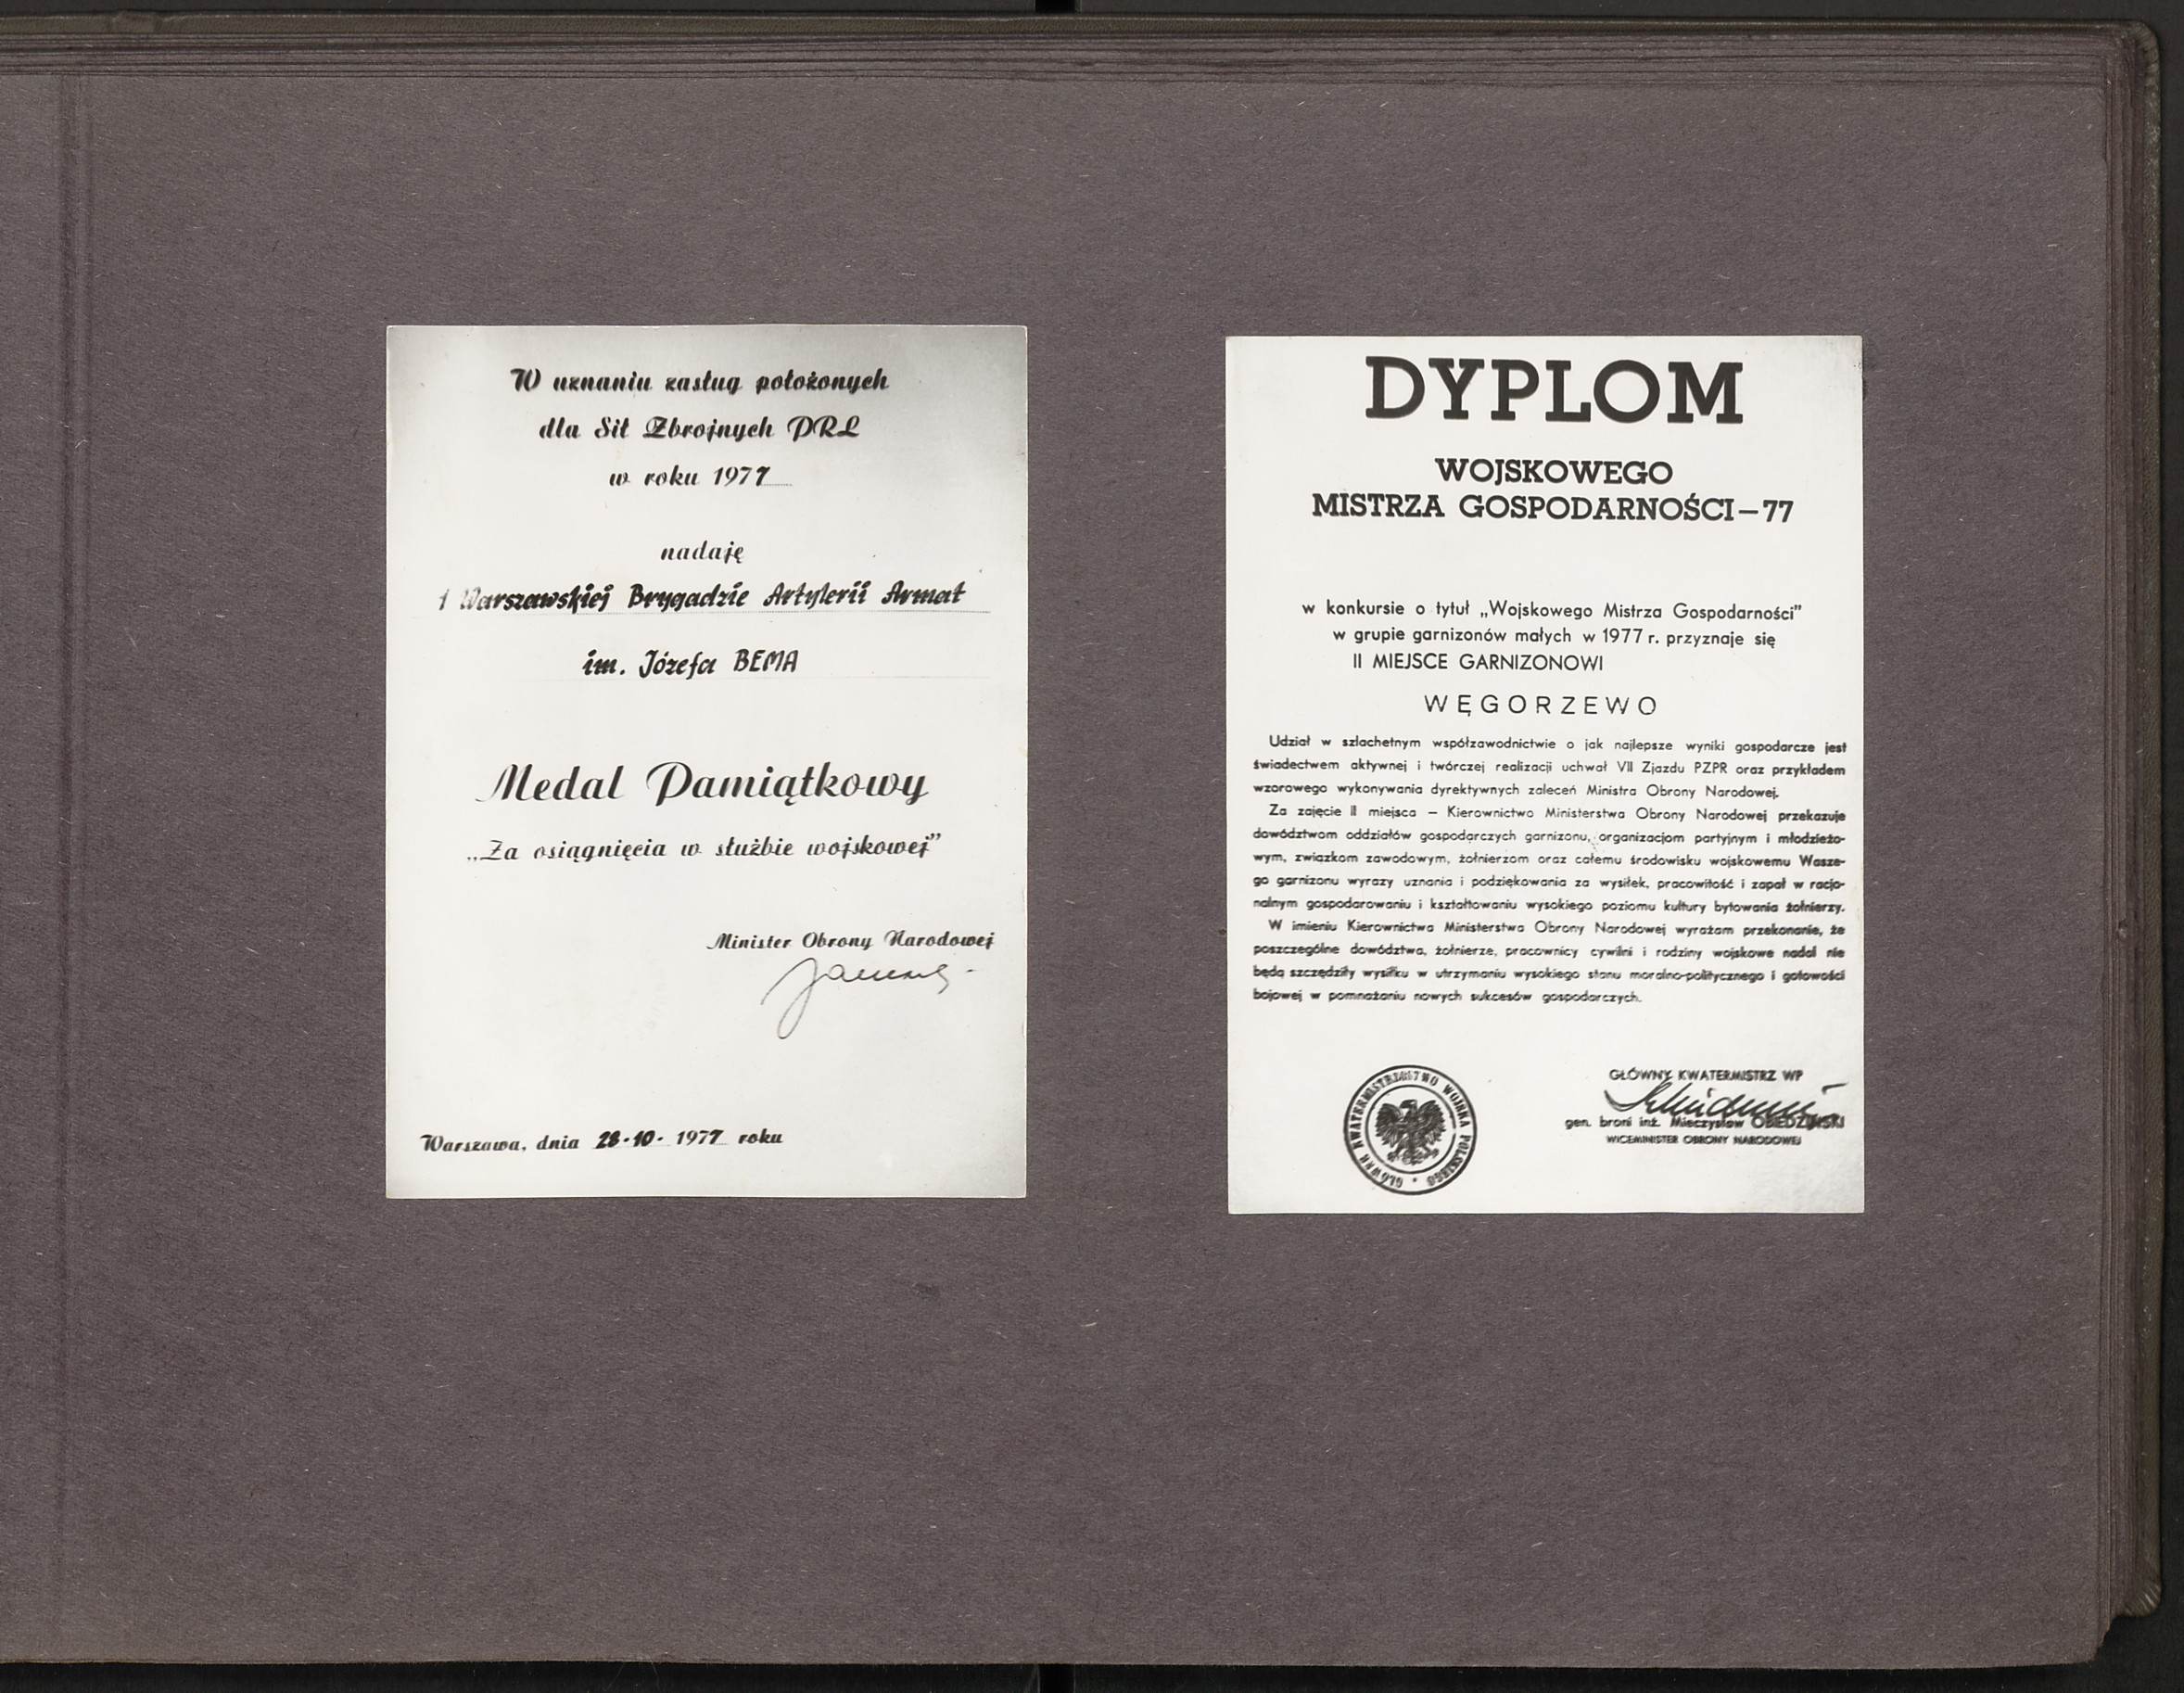 W uznaniu zasług położonych
dla Sił Zbrojnych PRL
w roku 1977
nadaję
1 Warszawskiej Brygadzie Artylerii Armat
im. Józefa BEMA
Medal Pamiątkowy
„Za osiągnięcia w służbie wojskowej”
Minister Obrony Narodowej
Warszawa, dnia 28·10· 1977 roku
DYPLOM
WOJSKOWEGO
MISTRZA GOSPODARNOŚCI – 77
w konkursie o tytuł „Wojskowego Mistrza Gospodarności”
w grupie garnizonów małych w 1977 r. przyznaje się
II MIEJSCE GARNIZONOWI
WĘGORZEWO
Udział w szlachetnym współzawodnictwie o jak najlepsze wyniki gospodarcze jest
świadectwem aktywnej i twórczej realizacji uchwał VII Zjazdu PZPR oraz przykładem
wzorowego wykonywania dyrektywnych zaleceń Ministra Obrony Narodowej.
Za zajęcie II miejsca – Kierownictwo Ministerstwa Obrony Narodowej przekazuje
dowództwom oddziałów gospodarczych garnizonu, organizacjom partyjnym i młodzieżo-
wym, związkom zawodowym, żołnierzom oraz całemu środowisku wojskowemu Wasze-
go garnizonu wyrazy uznania i podziękowania za wysiłek, pracowitość i zapał w racjo-
nalnym gospodarowaniu i kształtowaniu wysokiego poziomu kultury bytowania żołnierzy.
W imieniu Kierownictwa Ministerstwa Obrony Narodowej wyrażam przekonanie, że
poszczególne dowództwa, żołnierze, pracownicy cywilni i rodziny wojskowe nadal nie
będą szczędziły wysiłku w utrzymaniu wysokiego stanu moralno-politycznego i gotowości
bojowej w pomnażaniu nowych sukcesów gospodarczych.
GŁÓWNE KWATERMISTRZOSTWO WOJSKA POLSKIEGO
GŁÓWNY KWATERMISTRZ WP
gen. broni inż. Mieczysław OBIEDZIŃSKI
WICEMINISTER OBRONY NARODOWEJ